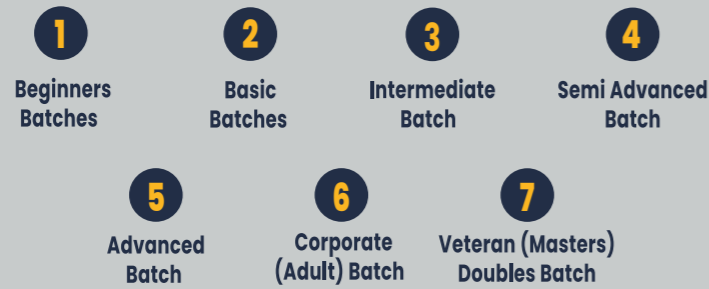 1
Beginners
Batches
2
Basic
Batches
3
Intermediate
Batch
4
Semi Advanced
Batch
5
Advanced
Batch
6
Corporate
(Adult) Batch
7
Veteran (Masters)
Doubles Batch